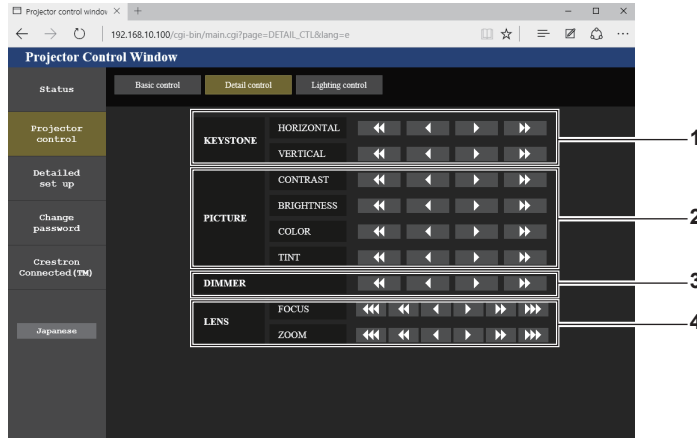 Projector control window
192.168.10.100/cgi-bin/main.cgi?page=DETAIL_CTL&lang=e
Projector Control Window
Status
Basic control
Detail control
Lighting control
Projector
control
Detailed
set up
Change
password
Crestron
Connected(TM)
Japanese
KEYSTONE
HORIZONTAL
VERTICAL
1
PICTURE
CONTRAST
BRIGHTNESS
COLOR
TINT
2
DIMMER
3
LENS
FOCUS
ZOOM
4